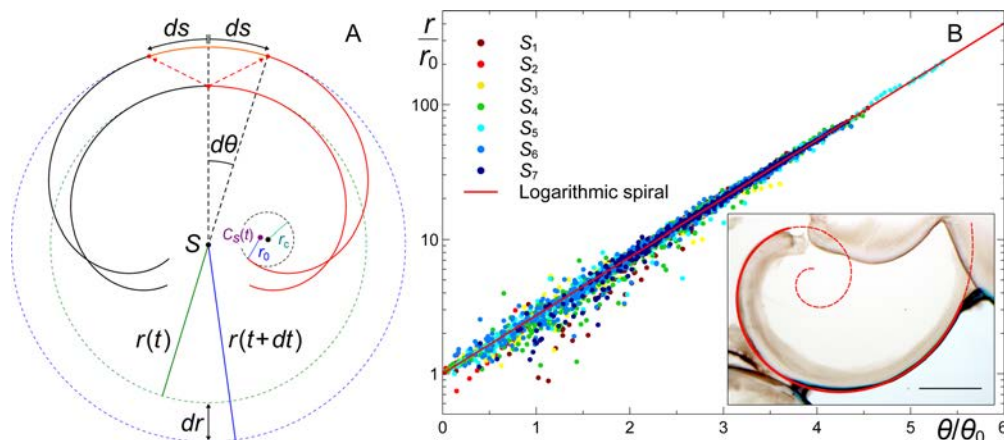 ds ds A
dθ
S
C_S(t)
r_c
r_0
r(t)
r(t+dt)
dr
r/r_0
B
100
10
1
S_1
S_2
S_3
S_4
S_5
S_6
S_7
Logarithmic spiral
0 1 2 3 4 5 θ/θ_0 6